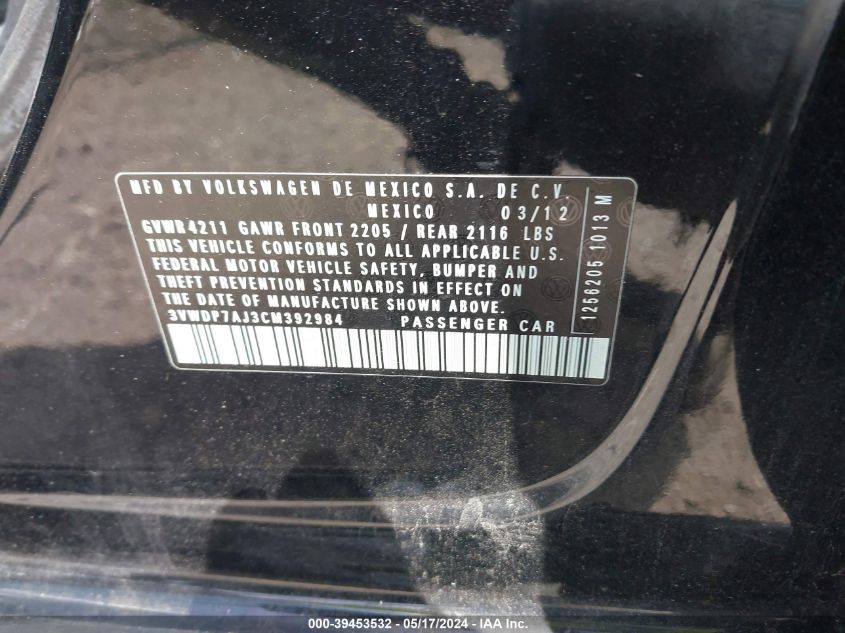 MFD BY VOLKSWAGEN DE MEXICO S.A. DE C.V.
MEXICO 03/12
GVWR 4211 GAWR FRONT 2205 / REAR 2116 LBS
THIS VEHICLE CONFORMS TO ALL APPLICABLE U.S.
FEDERAL MOTOR VEHICLE SAFETY, BUMPER AND
THEFT PREVENTION STANDARDS IN EFFECT ON
THE DATE OF MANUFACTURE SHOWN ABOVE.
3VWDP7AJ3CM392984 PASSENGER CAR
1256205 1013 M
000-39453532 - 05/17/2024 - IAA Inc.